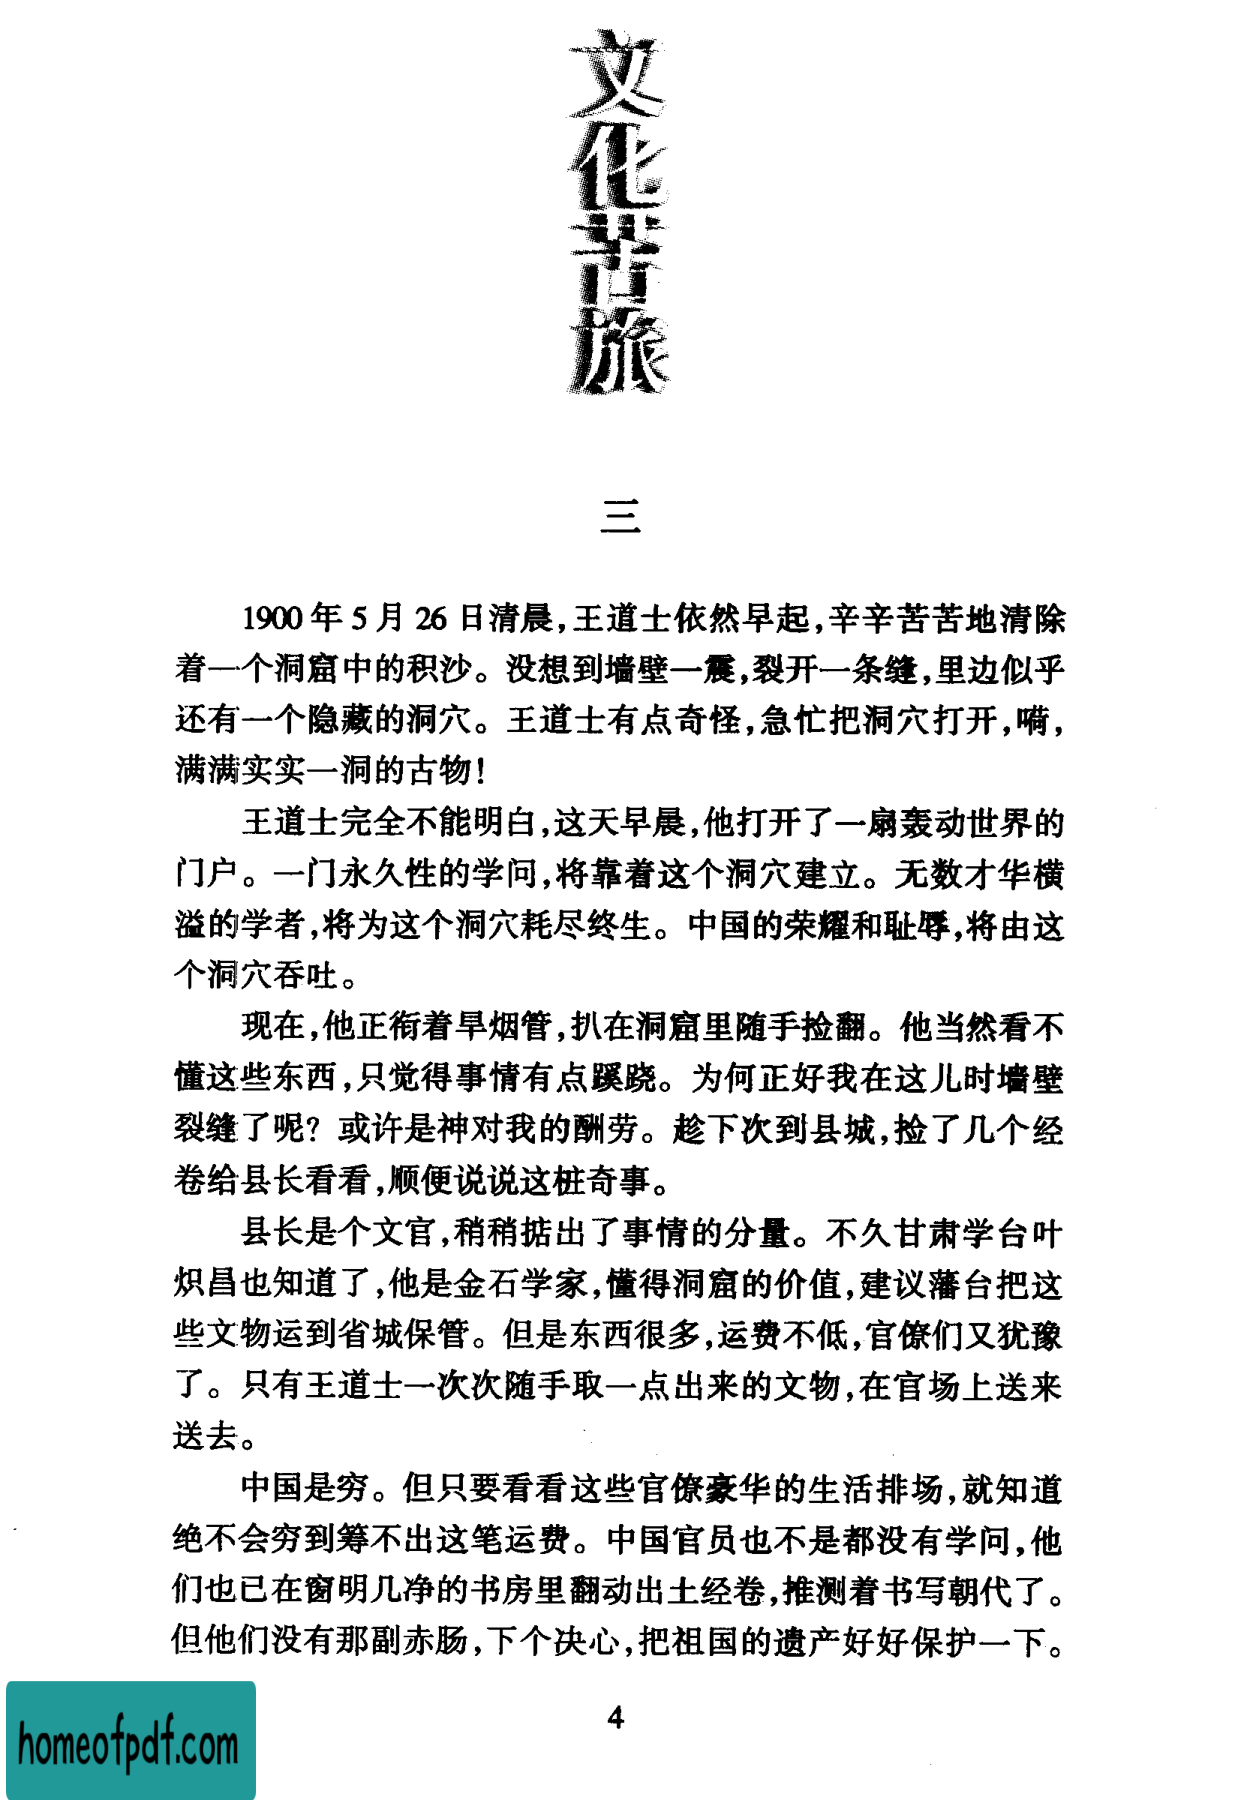 文化苦旅
三
1900年5月26日清晨,王道士依然早起,辛辛苦苦地清除
着一个洞窟中的积沙。没想到墙壁一震,裂开一条缝,里边似乎
还有一个隐藏的洞穴。王道士有点奇怪,急忙把洞穴打开,嗬,
满满实实一洞的古物!
王道士完全不能明白,这天早晨,他打开了一扇轰动世界的
门户。一门永久性的学问,将靠着这个洞穴建立。无数才华横
溢的学者,将为这个洞穴耗尽终生。中国的荣耀和耻辱,将由这
个洞穴吞吐。
现在,他正衔着旱烟管,扒在洞窟里随手捡翻。他当然看不
懂这些东西,只觉得事情有点蹊跷。为何正好我在这儿时墙壁
裂缝了呢?或许是神对我的酬劳。趁下次到县城,捡了几个经
卷给县长看看,顺便说说这桩奇事。
县长是个文官,稍稍掂出了事情的分量。不久甘肃学台叶
炽昌也知道了,他是金石学家,懂得洞窟的价值,建议藩台把这
些文物运到省城保管。但是东西很多,运费不低,官僚们又犹豫
了。只有王道士一次次随手取一点出来的文物,在官场上送来
送去。
中国是穷。但只要看看这些官僚豪华的生活排场,就知道
绝不会穷到筹不出这笔运费。中国官员也不是都没有学问,他
们也已在窗明几净的书房里翻动出土经卷,推测着书写朝代了。
但他们没有那副赤肠,下个决心,把祖国的遗产好好保护一下。
4
homeofpdf.com